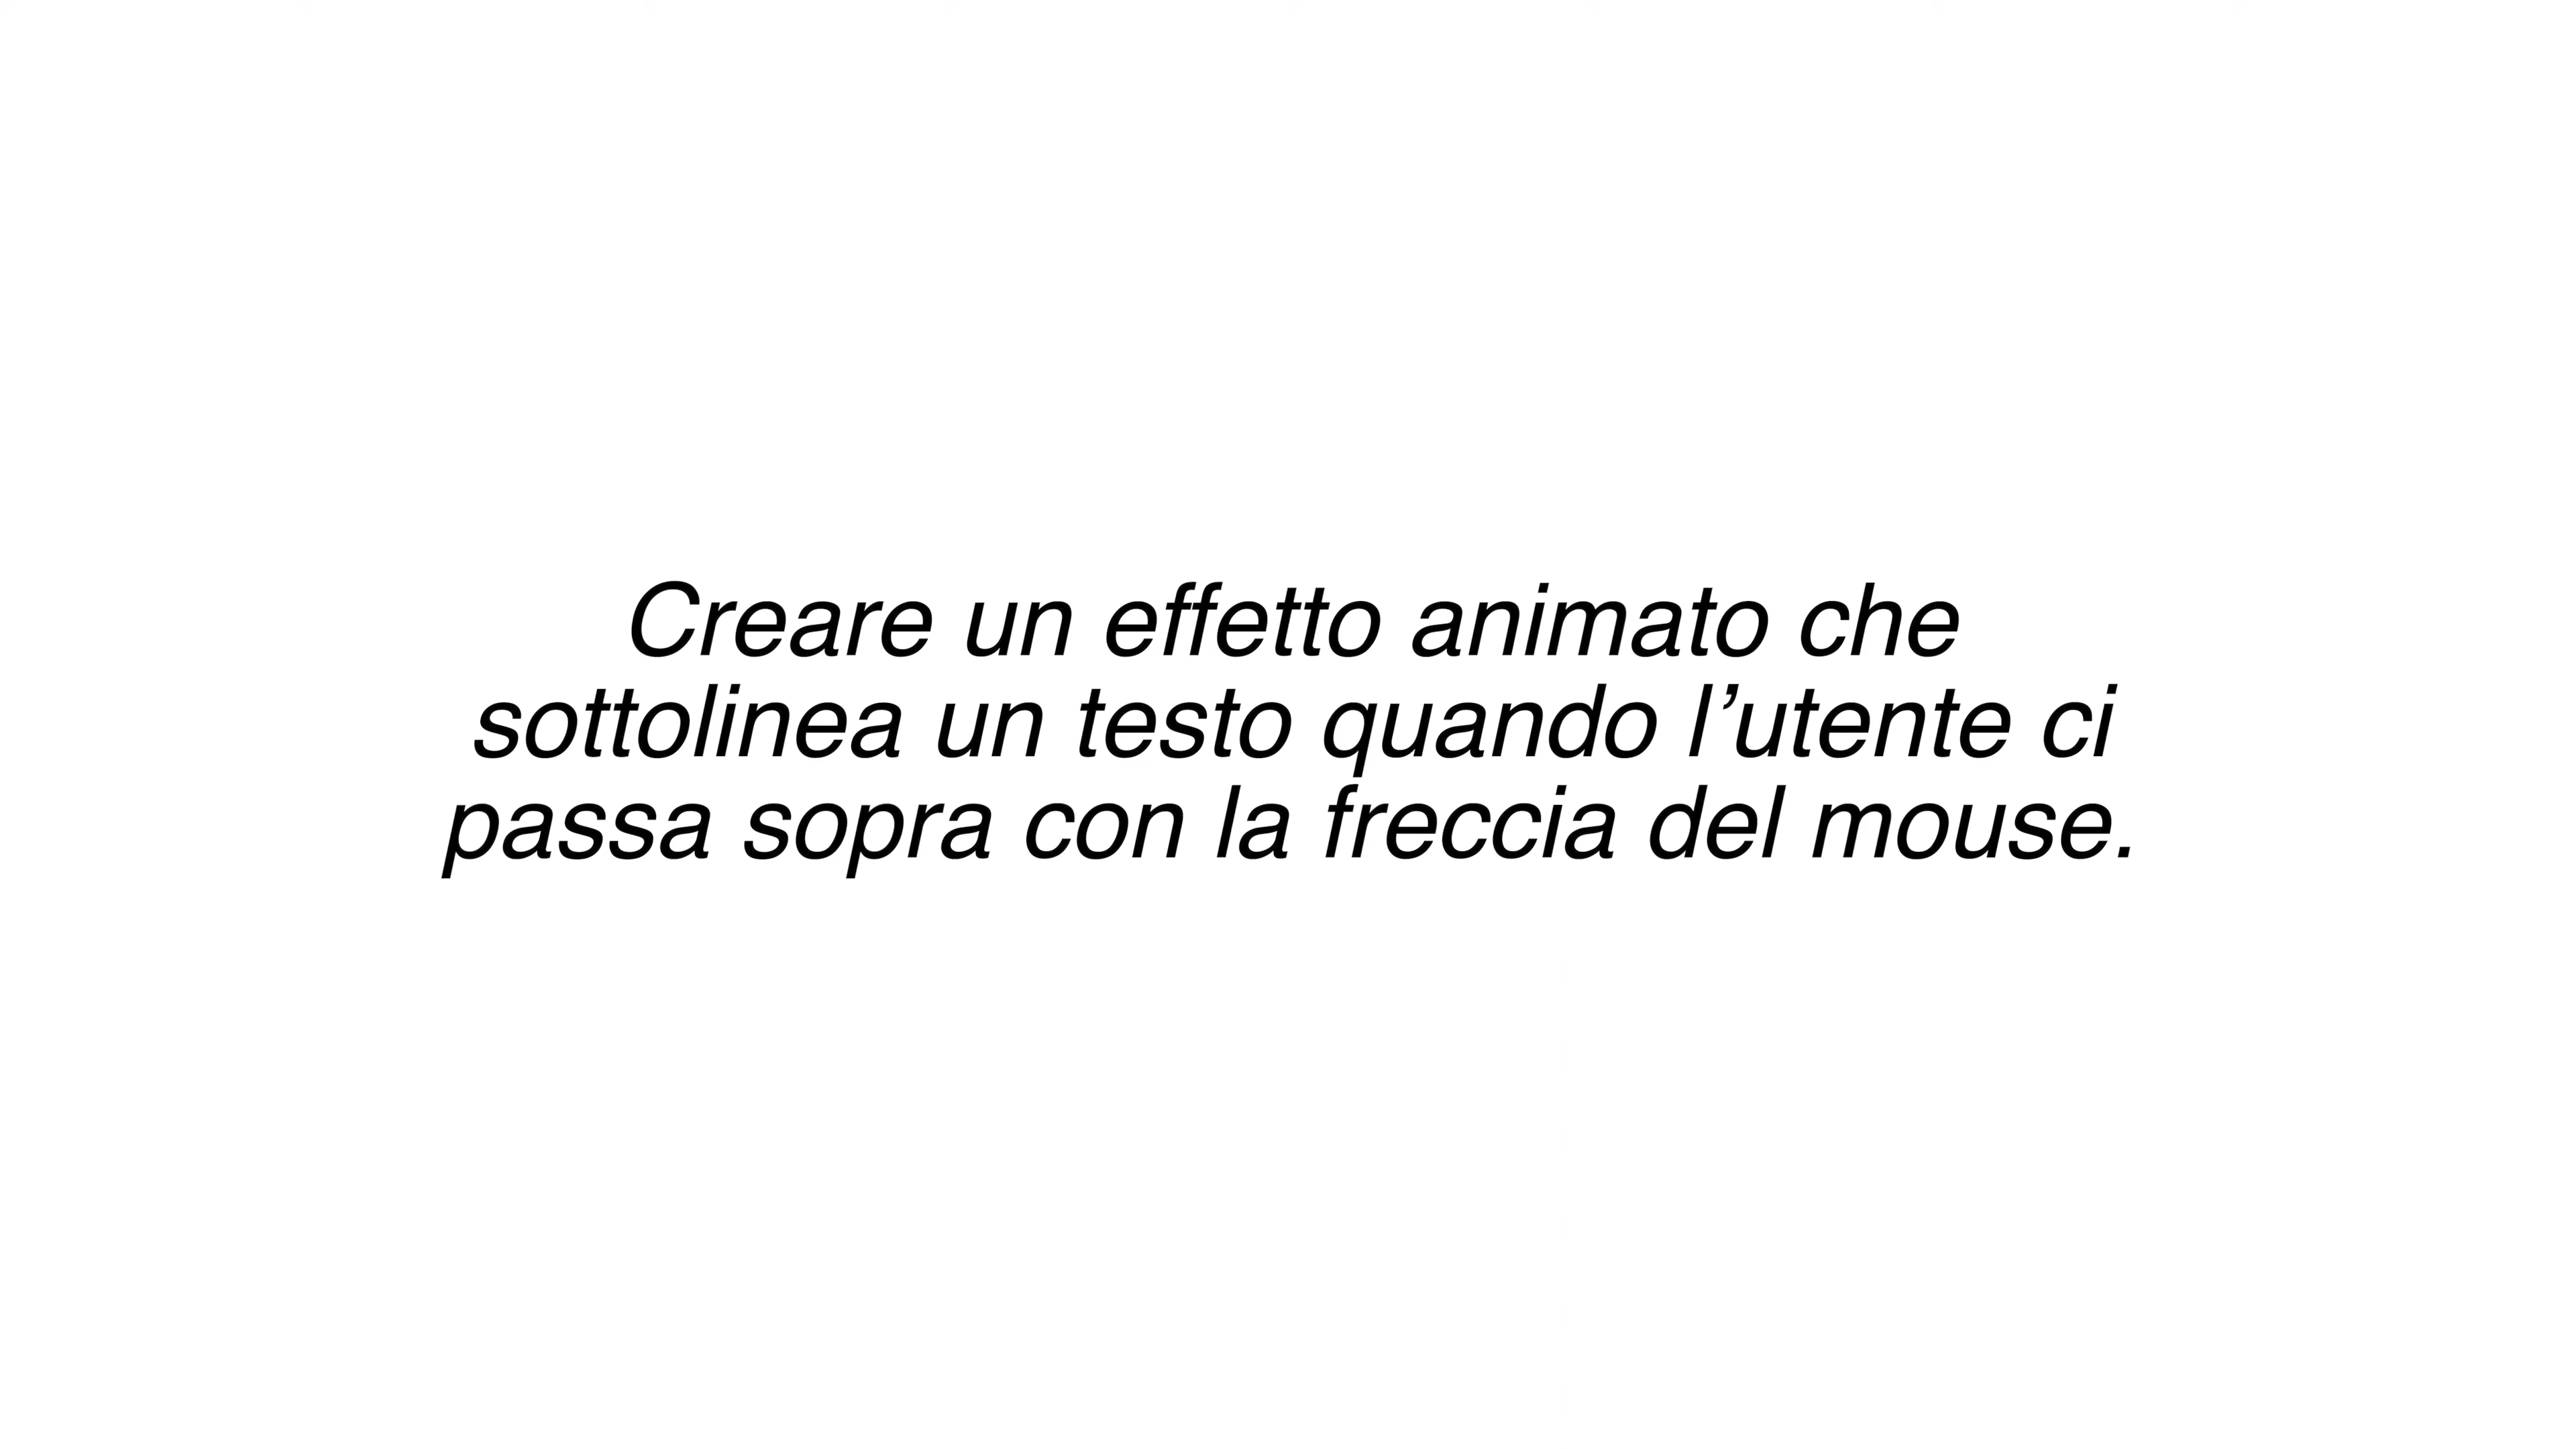 Creare un effetto animato che
sottolinea un testo quando l’utente ci
passa sopra con la freccia del mouse.